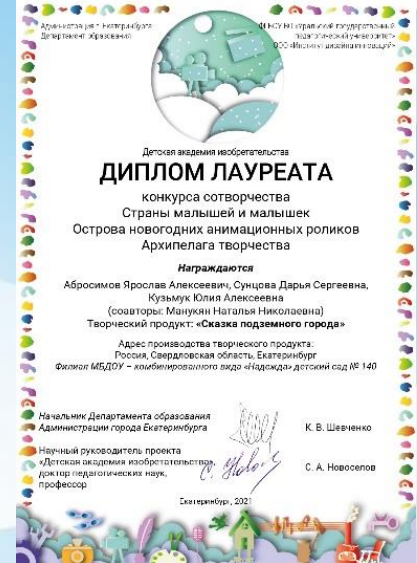 Администрация г. Екатеринбурга
Департамент образования
ФГБОУ ВО «Уральский государственный
педагогический университет»
ООО «Институт дизайна инноваций»
Детская академия изобретательства
ДИПЛОМ ЛАУРЕАТА
конкурса сотворчества
Страны малышей и малышек
Острова новогодних анимационных роликов
Архипелага творчества
Награждаются
Абросимов Ярослав Алексеевич, Сунцова Дарья Сергеевна,
Кузьмук Юлия Алексеевна
(соавторы: Манукян Наталья Николаевна)
Творческий продукт: «Сказка подземного города»
Адрес производства творческого продукта:
Россия, Свердловская область, Екатеринбург
Филиал МБДОУ – комбинированного вида «Надежда» детский сад № 140
Начальник Департамента образования
Администрации города Екатеринбурга
К. В. Шевченко
Научный руководитель проекта
«Детская академия изобретательства»,
доктор педагогических наук,
профессор
С. А. Новоселов
Екатеринбург, 2021